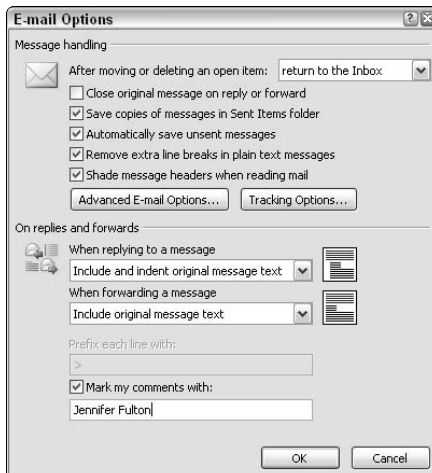 E-mail Options
Message handling
After moving or deleting an open item: return to the Inbox
Close original message on reply or forward
Save copies of messages in Sent Items folder
Automatically save unsent messages
Remove extra line breaks in plain text messages
Shade message headers when reading mail
Advanced E-mail Options... Tracking Options...
On replies and forwards
When replying to a message
Include and indent original message text
When forwarding a message
Include original message text
Prefix each line with:
>
Mark my comments with:
Jennifer Fulton
OK Cancel